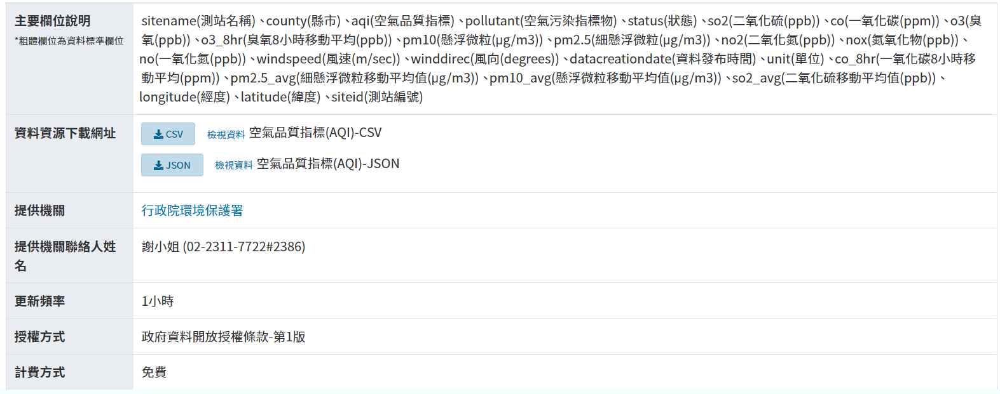 主要欄位說明
*粗體欄位為資料標準欄位
sitename(測站名稱)、county(縣市)、aqi(空氣品質指標)、pollutant(空氣污染指標物)、status(狀態)、so2(二氧化硫(ppb))、co(一氧化碳(ppm))、o3(臭
氧(ppb))、o3_8hr(臭氧8小時移動平均(ppb))、pm10(懸浮微粒(μg/m3))、pm2.5(細懸浮微粒(μg/m3))、no2(二氧化氮(ppb))、nox(氮氧化物(ppb))、
no(一氧化氮(ppb))、windspeed(風速(m/sec))、winddirec(風向(degrees))、datacreationdate(資料發布時間)、unit(單位)、co_8hr(一氧化碳8小時移
動平均(ppm))、pm2.5_avg(細懸浮微粒移動平均值(μg/m3))、pm10_avg(懸浮微粒移動平均值(μg/m3))、so2_avg(二氧化硫移動平均值(ppb))、
longitude(經度)、latitude(緯度)、siteid(測站編號)
資料資源下載網址
CSV 檢視資料 空氣品質指標(AQI)-CSV
JSON 檢視資料 空氣品質指標(AQI)-JSON
提供機關
行政院環境保護署
提供機關聯絡人姓
名
謝小姐 (02-2311-7722#2386)
更新頻率
1小時
授權方式
政府資料開放授權條款-第1版
計費方式
免費